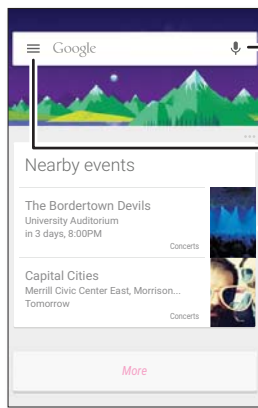 Google
Nearby events
The Bordertown Devils
University Auditorium
in 3 days, 8:00PM
Concerts
Capital Cities
Merrill Civic Center East, Morrison...
Tomorrow
Concerts
More